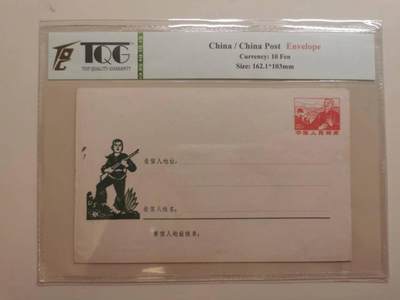 TQG
TOP QUALITY GUARANTY
China / China Post Envelope
Currency: 10 Fen
Size: 162.1*103mm
中国人民邮政
收信人地址:
收信人姓名:
寄信人地址姓名: